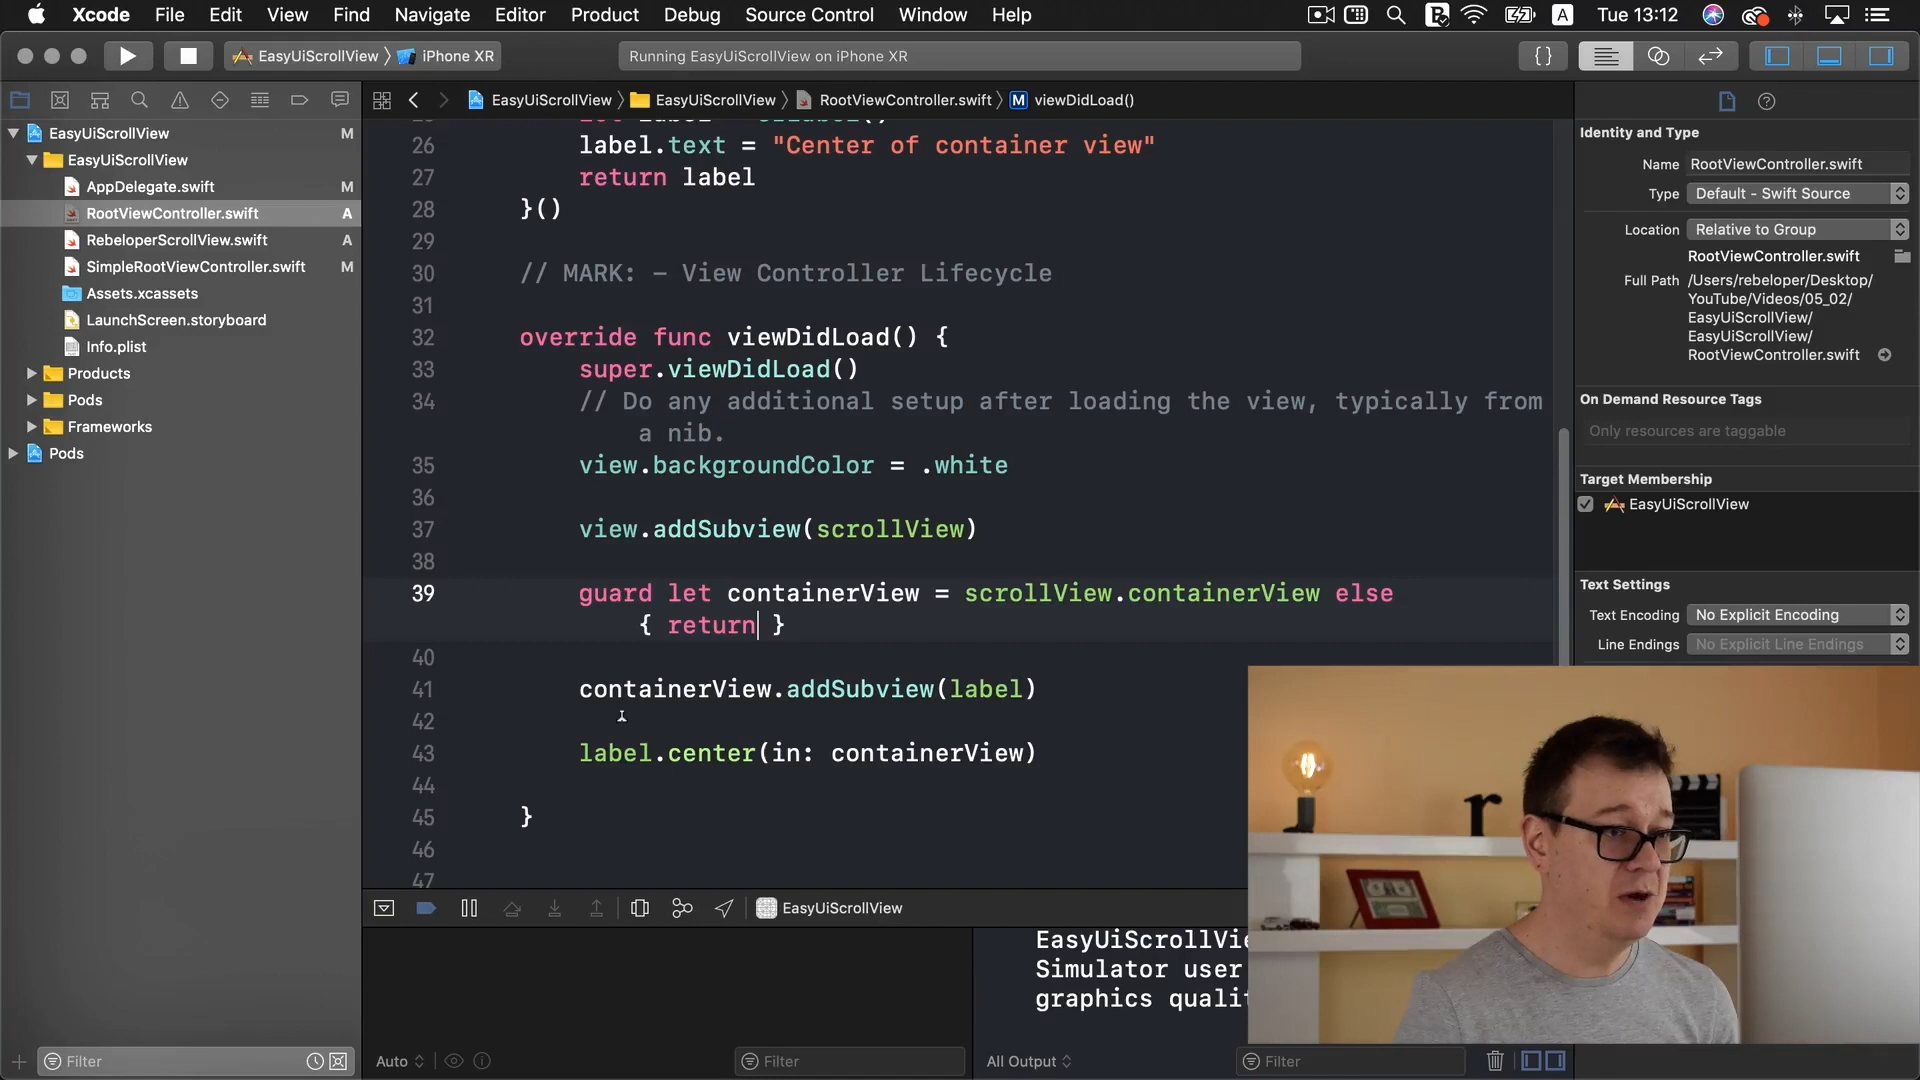 Xcode File Edit View Find Navigate Editor Product Debug Source Control Window Help A Tue 13:12
EasyUiScrollView iPhone XR
Running EasyUiScrollView on iPhone XR
EasyUiScrollView EasyUiScrollView RootViewController.swift M viewDidLoad()
EasyUiScrollView M
EasyUiScrollView
AppDelegate.swift M
RootViewController.swift A
RebeloperScrollView.swift A
SimpleRootViewController.swift M
Assets.xcassets
LaunchScreen.storyboard
Info.plist
Products
Pods
Frameworks
Pods
Filter
26 label.text = "Center of container view"
27 return label
28 }()
29
30 // MARK: - View Controller Lifecycle
31
32 override func viewDidLoad() {
33 super.viewDidLoad()
34 // Do any additional setup after loading the view, typically from
a nib.
35 view.backgroundColor = .white
36
37 view.addSubview(scrollView)
38
39 guard let containerView = scrollView.containerView else
{ return }
40
41 containerView.addSubview(label)
42
43 label.center(in: containerView)
44
45 }
46
47
EasyUiScrollView
Auto
Filter
EasyUiScrollVie
Simulator user
graphics qualit
All Output
Filter
Identity and Type
Name RootViewController.swift
Type Default - Swift Source
Location Relative to Group
RootViewController.swift
Full Path /Users/rebeloper/Desktop/
YouTube/Videos/05_02/
EasyUiScrollView/
EasyUiScrollView/
RootViewController.swift
On Demand Resource Tags
Only resources are taggable
Target Membership
EasyUiScrollView
Text Settings
Text Encoding No Explicit Encoding
Line Endings No Explicit Line Endings
r